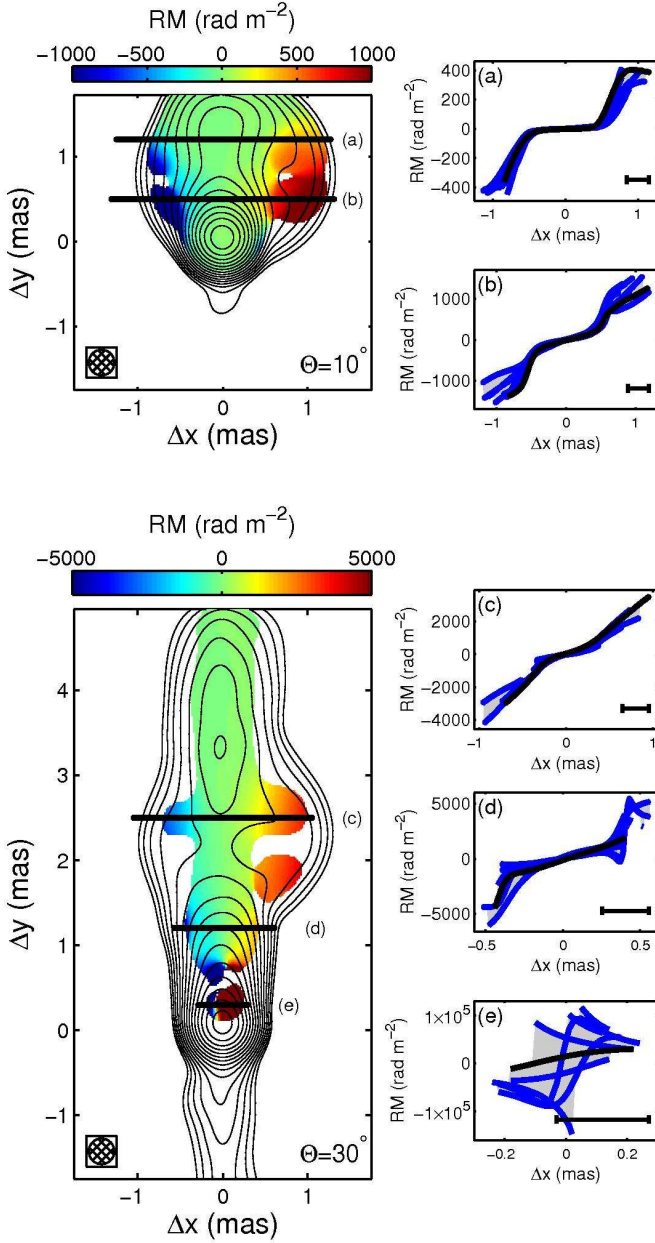 RM (rad m⁻²)
−1000 −500 0 500 1000
(a)
(b)
1
0
−1
Δy (mas)
Θ=10°
−1 0 1
Δx (mas)
(a)
400
200
0
−200
−400
RM (rad m⁻²)
−1 0 1
Δx (mas)
(b)
1000
0
−1000
RM (rad m⁻²)
−1 0 1
Δx (mas)
RM (rad m⁻²)
−5000 0 5000
4
3
2
1
0
−1
Δy (mas)
(c)
(d)
(e)
Θ=30°
−1 0 1
Δx (mas)
(c)
2000
0
−2000
−4000
RM (rad m⁻²)
−1 0 1
Δx (mas)
(d)
5000
0
−5000
RM (rad m⁻²)
−0.5 0 0.5
Δx (mas)
(e)
1×10⁵
0
−1×10⁵
RM (rad m⁻²)
−0.2 0 0.2
Δx (mas)